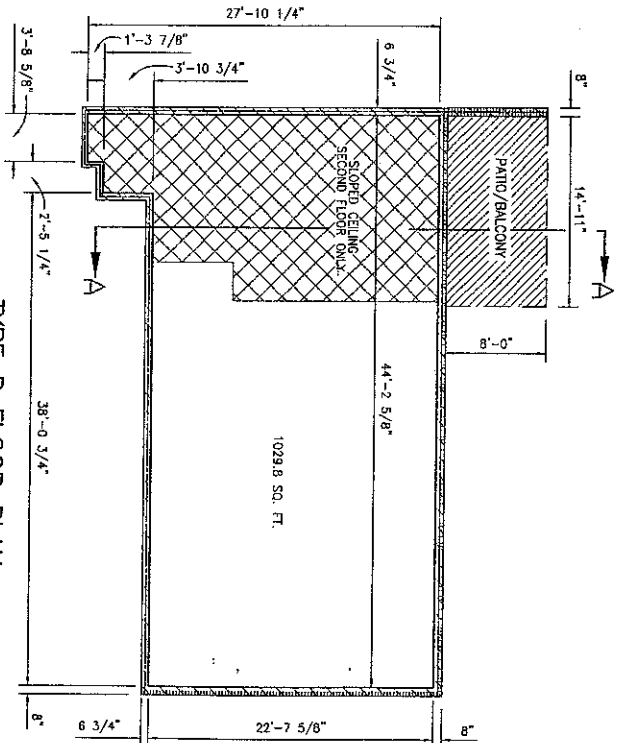 27'-10 1/4"
1'-3 7/8"
3'-10 3/4"
6 3/4"
8"
3'-8 5/8"
14'-11"
PATIO/BALCONY
SLOPED CEILING
SECOND FLOOR ONLY.
A
A
8'-0"
2'-5 1/4"
44'-2 5/8"
38'-0 3/4"
1029.8 SQ. FT.
8"
6 3/4"
22'-7 5/8"
8"